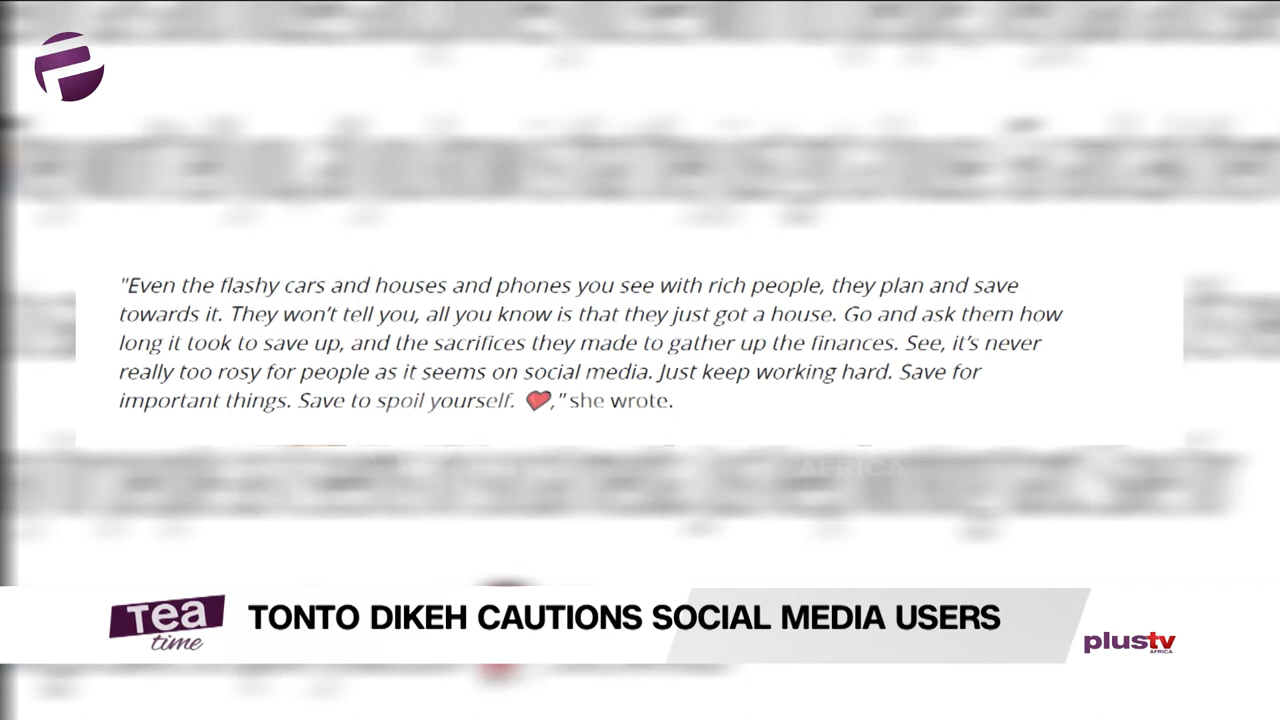 "Even the flashy cars and houses and phones you see with rich people, they plan and save
towards it. They won't tell you, all you know is that they just got a house. Go and ask them how
long it took to save up, and the sacrifices they made to gather up the finances. See, it's never
really too rosy for people as it seems on social media. Just keep working hard. Save for
important things. Save to spoil yourself. ❤️," she wrote.
AFRICA
Tea
time
TONTO DIKEH CAUTIONS SOCIAL MEDIA USERS
plustv
AFRICA